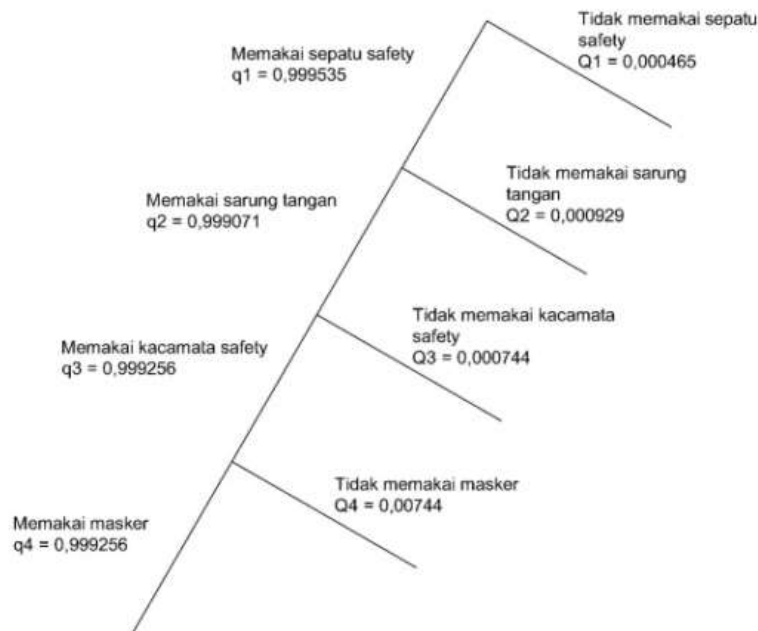 Tidak memakai sepatu
safety
Q1 = 0,000465
Memakai sepatu safety
q1 = 0,999535
Tidak memakai sarung
tangan
Q2 = 0,000929
Memakai sarung tangan
q2 = 0,999071
Tidak memakai kacamata
safety
Q3 = 0,000744
Memakai kacamata safety
q3 = 0,999256
Tidak memakai masker
Q4 = 0,00744
Memakai masker
q4 = 0,999256